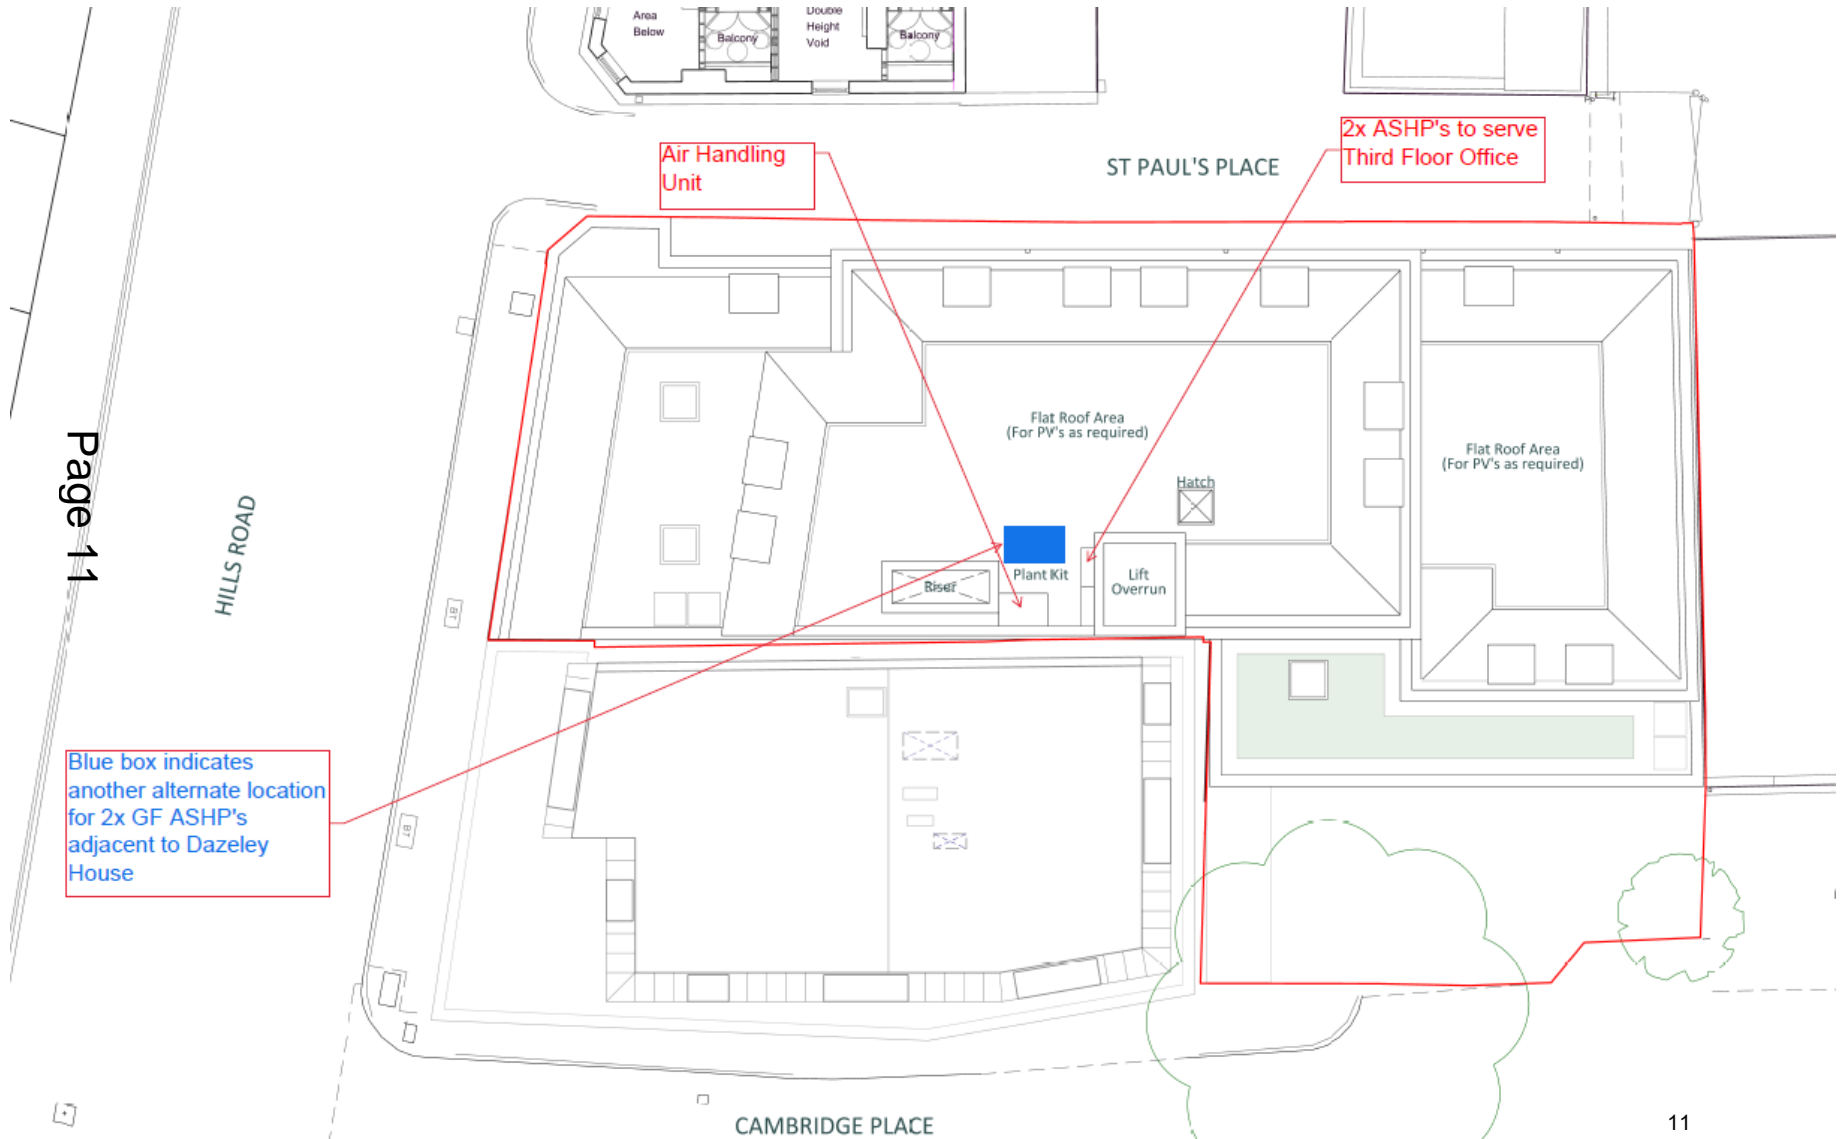 Area
Below
Balcony
Double
Height
Void
Balcony
Air Handling
Unit
2x ASHP's to serve
Third Floor Office
ST PAUL'S PLACE
Flat Roof Area
(For PV's as required)
Flat Roof Area
(For PV's as required)
Hatch
Page 11
HILLS ROAD
Riser
Plant Kit
Lift
Overrun
BT
Blue box indicates
another alternate location
for 2x GF ASHP's
adjacent to Dazeley
House
BT
CAMBRIDGE PLACE
11